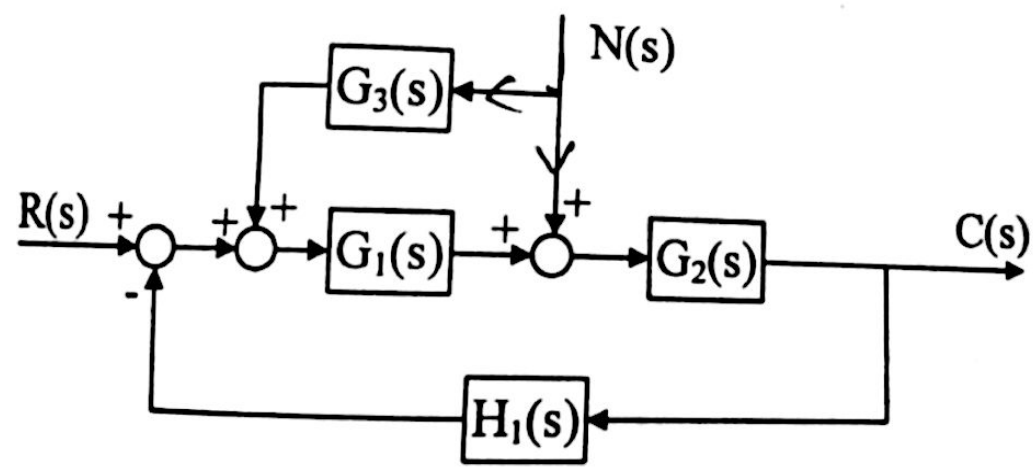 N(s)
G₃(s)
+
+
R(s) + + G₁(s) + G₂(s) C(s)
-
H₁(s)